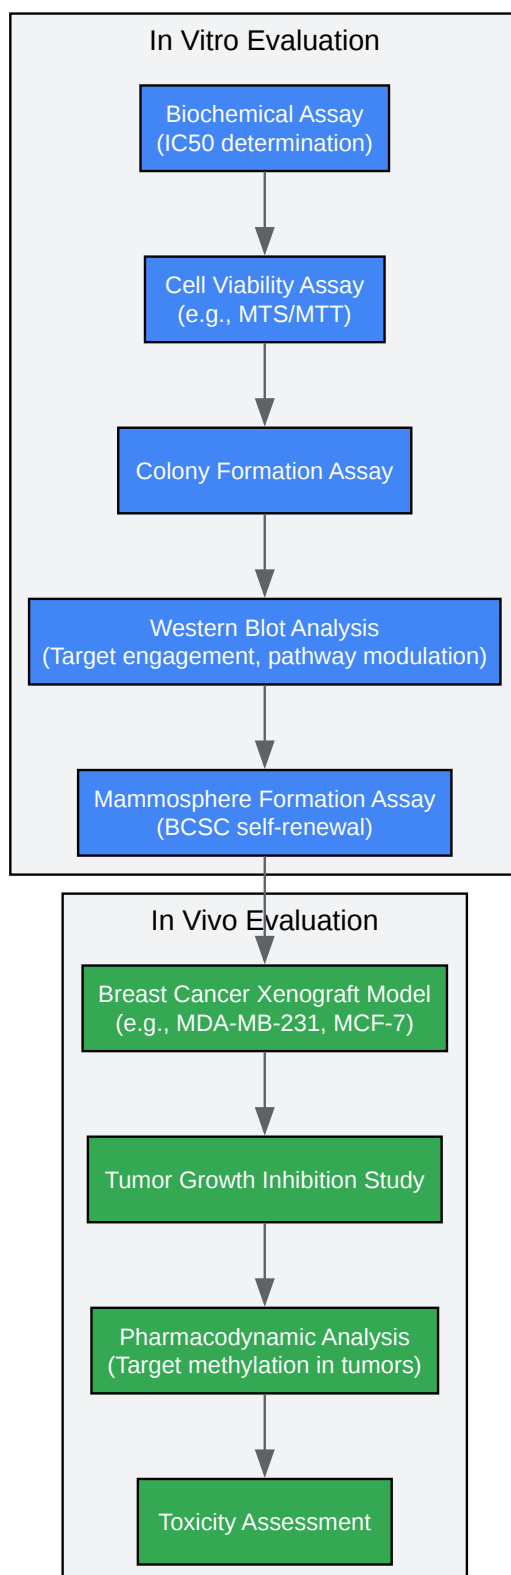 In Vitro Evaluation
Biochemical Assay
(IC50 determination)
Cell Viability Assay
(e.g., MTS/MTT)
Colony Formation Assay
Western Blot Analysis
(Target engagement, pathway modulation)
Mammosphere Formation Assay
(BCSC self-renewal)
In Vivo Evaluation
Breast Cancer Xenograft Model
(e.g., MDA-MB-231, MCF-7)
Tumor Growth Inhibition Study
Pharmacodynamic Analysis
(Target methylation in tumors)
Toxicity Assessment